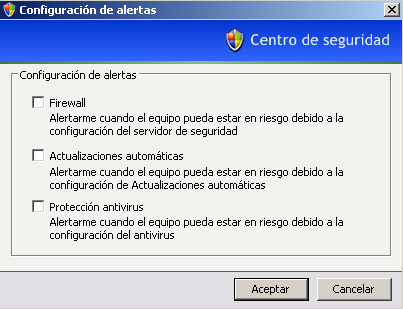 Configuración de alertas
Centro de seguridad
Configuración de alertas
Firewall
Alertarme cuando el equipo pueda estar en riesgo debido a la
configuración del servidor de seguridad
Actualizaciones automáticas
Alertarme cuando el equipo pueda estar en riesgo debido a la
configuración de Actualizaciones automáticas
Protección antivirus
Alertarme cuando el equipo pueda estar en riesgo debido a la
configuración del antivirus
Aceptar
Cancelar